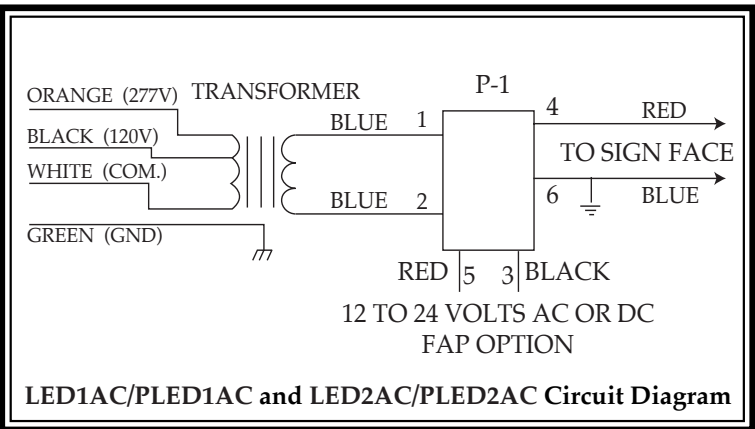 P-1
ORANGE (277V) TRANSFORMER
4 RED
BLUE 1
BLACK (120V)
TO SIGN FACE
WHITE (COM.)
BLUE 2
6 BLUE
GREEN (GND)
RED 5 3 BLACK
12 TO 24 VOLTS AC OR DC
FAP OPTION
LED1AC/PLED1AC and LED2AC/PLED2AC Circuit Diagram